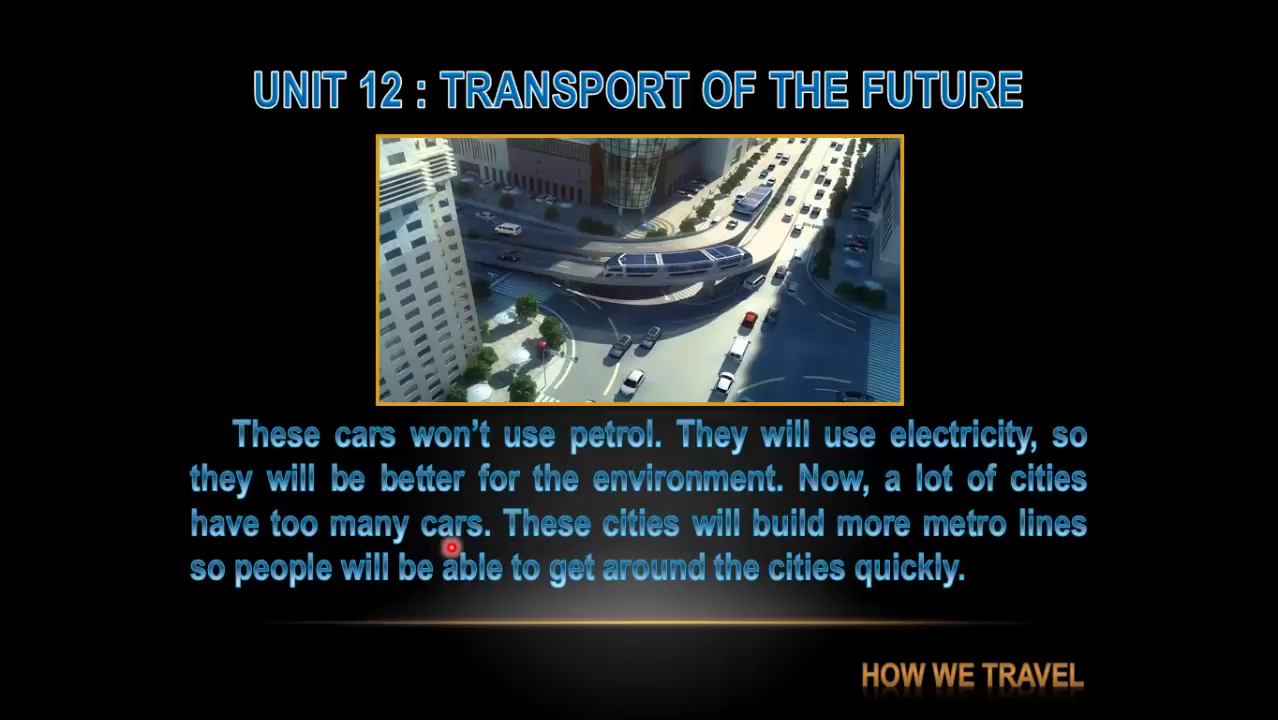 UNIT 12 : TRANSPORT OF THE FUTURE
These cars won't use petrol. They will use electricity, so
they will be better for the environment. Now, a lot of cities
have too many cars. These cities will build more metro lines
so people will be able to get around the cities quickly.
HOW WE TRAVEL